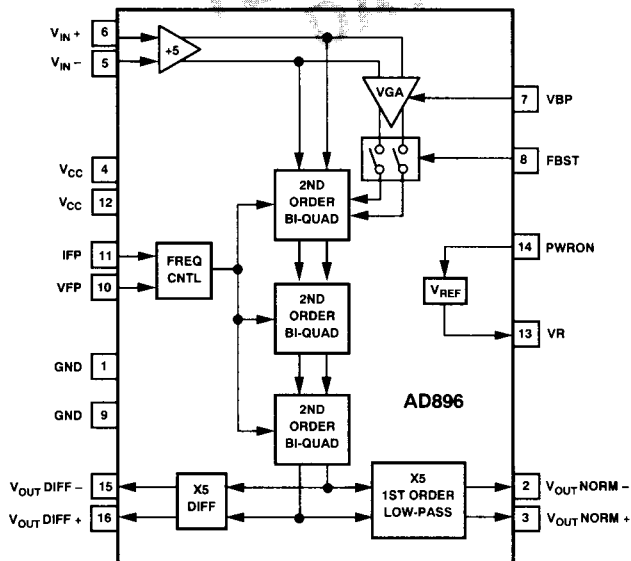 VIN + 6
VIN − 5
÷5
VGA
7 VBP
8 FBST
VCC 4
VCC 12
2ND
ORDER
BI-QUAD
IFP 11
VFP 10
FREQ
CNTL
14 PWRON
VREF
13 VR
2ND
ORDER
BI-QUAD
GND 1
GND 9
2ND
ORDER
BI-QUAD
AD896
VOUT DIFF − 15
VOUT DIFF + 16
X5
DIFF
X5
1ST ORDER
LOW-PASS
2 VOUT NORM −
3 VOUT NORM +